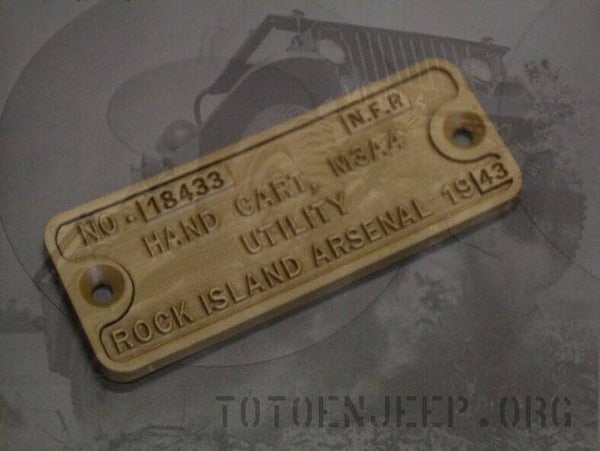 N.F.R.
NO. 18433
HAND CART, M3A4
UTILITY
ROCK ISLAND ARSENAL 1943
TOTOENJEEP.ORG